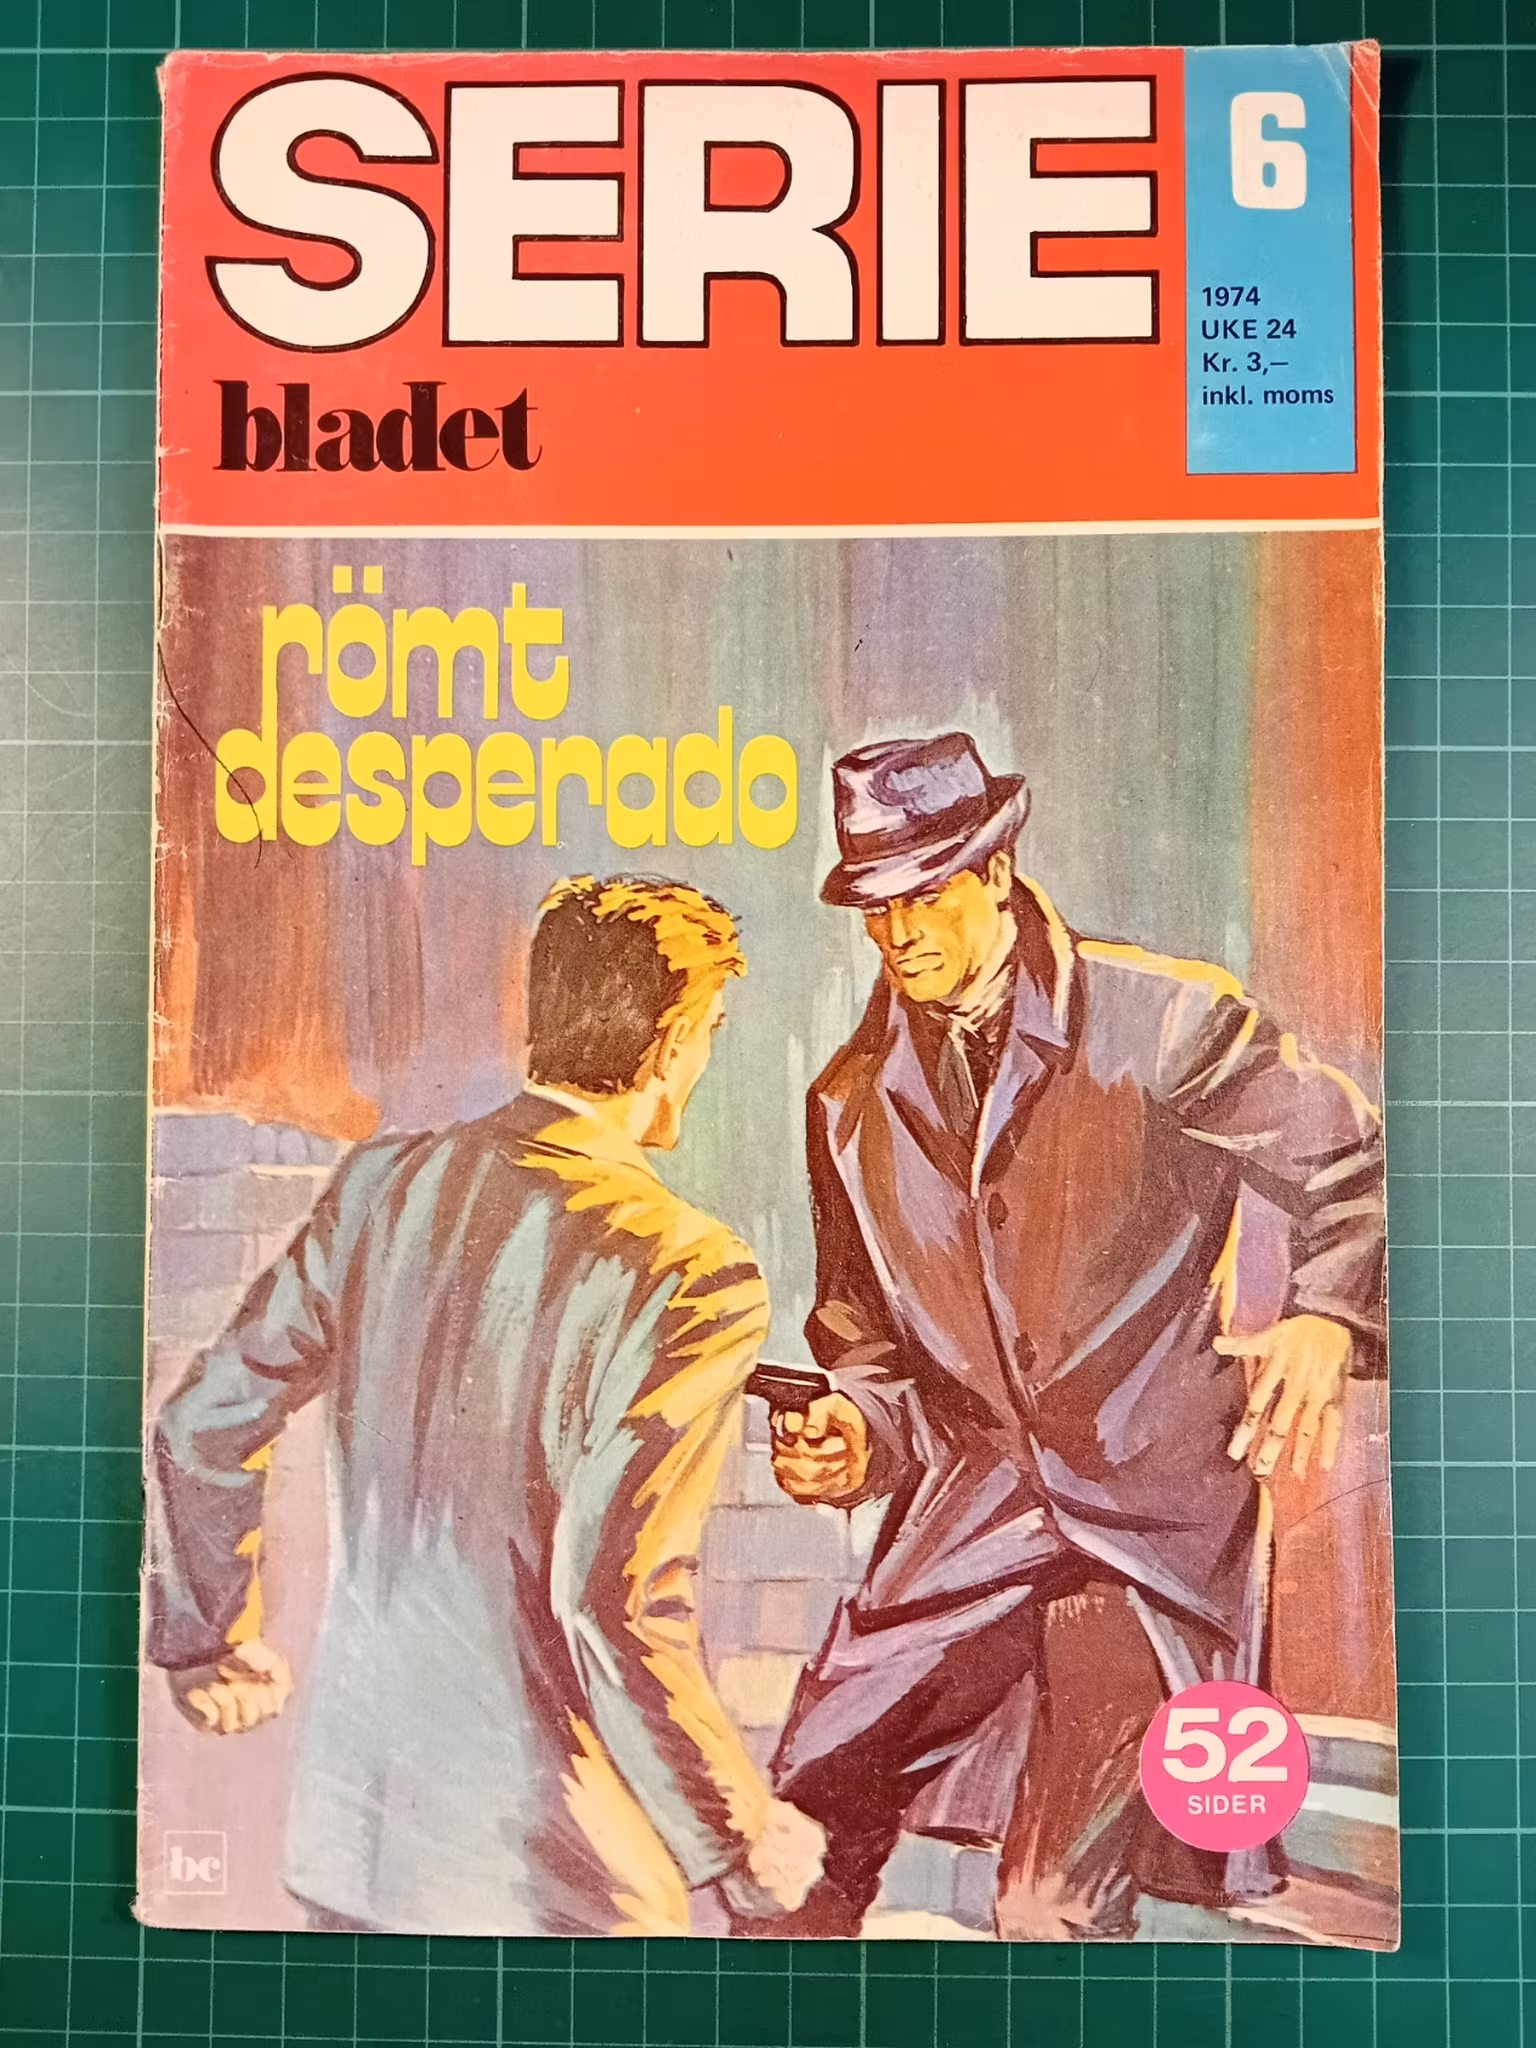 SERIE
bladet
6
1974
UKE 24
Kr. 3,—
inkl. moms
römt
desperado
52
SIDER
bc